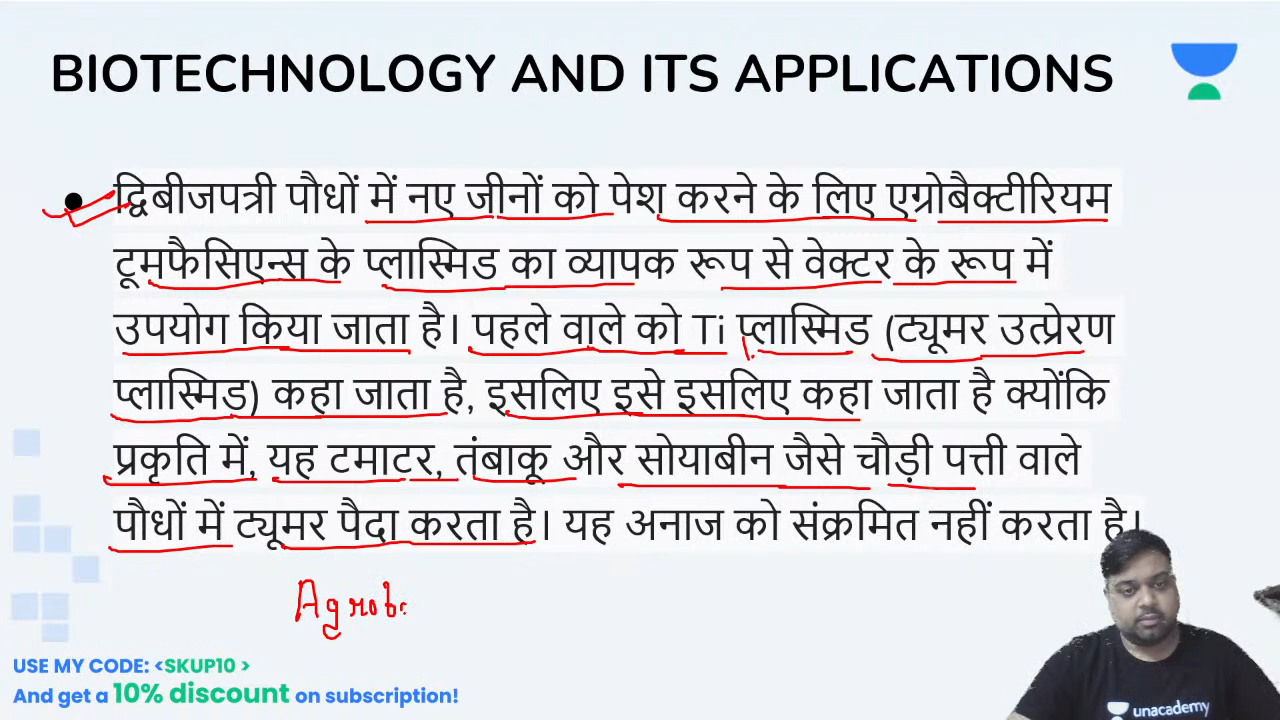 BIOTECHNOLOGY AND ITS APPLICATIONS
द्विबीजपत्री पौधों में नए जीनों को पेश करने के लिए एग्रोबैक्टीरियम
टूमफैसिएन्स के प्लास्मिड का व्यापक रूप से वेक्टर के रूप में
उपयोग किया जाता है। पहले वाले को Ti प्लास्मिड (ट्यूमर उत्प्रेरण
प्लास्मिड) कहा जाता है, इसलिए इसे इसलिए कहा जाता है क्योंकि
प्रकृति में, यह टमाटर, तंबाकू और सोयाबीन जैसे चौड़ी पत्ती वाले
पौधों में ट्यूमर पैदा करता है। यह अनाज को संक्रमित नहीं करता है।
Agrob
USE MY CODE: <SKUP10 >
And get a 10% discount on subscription!
unacademy